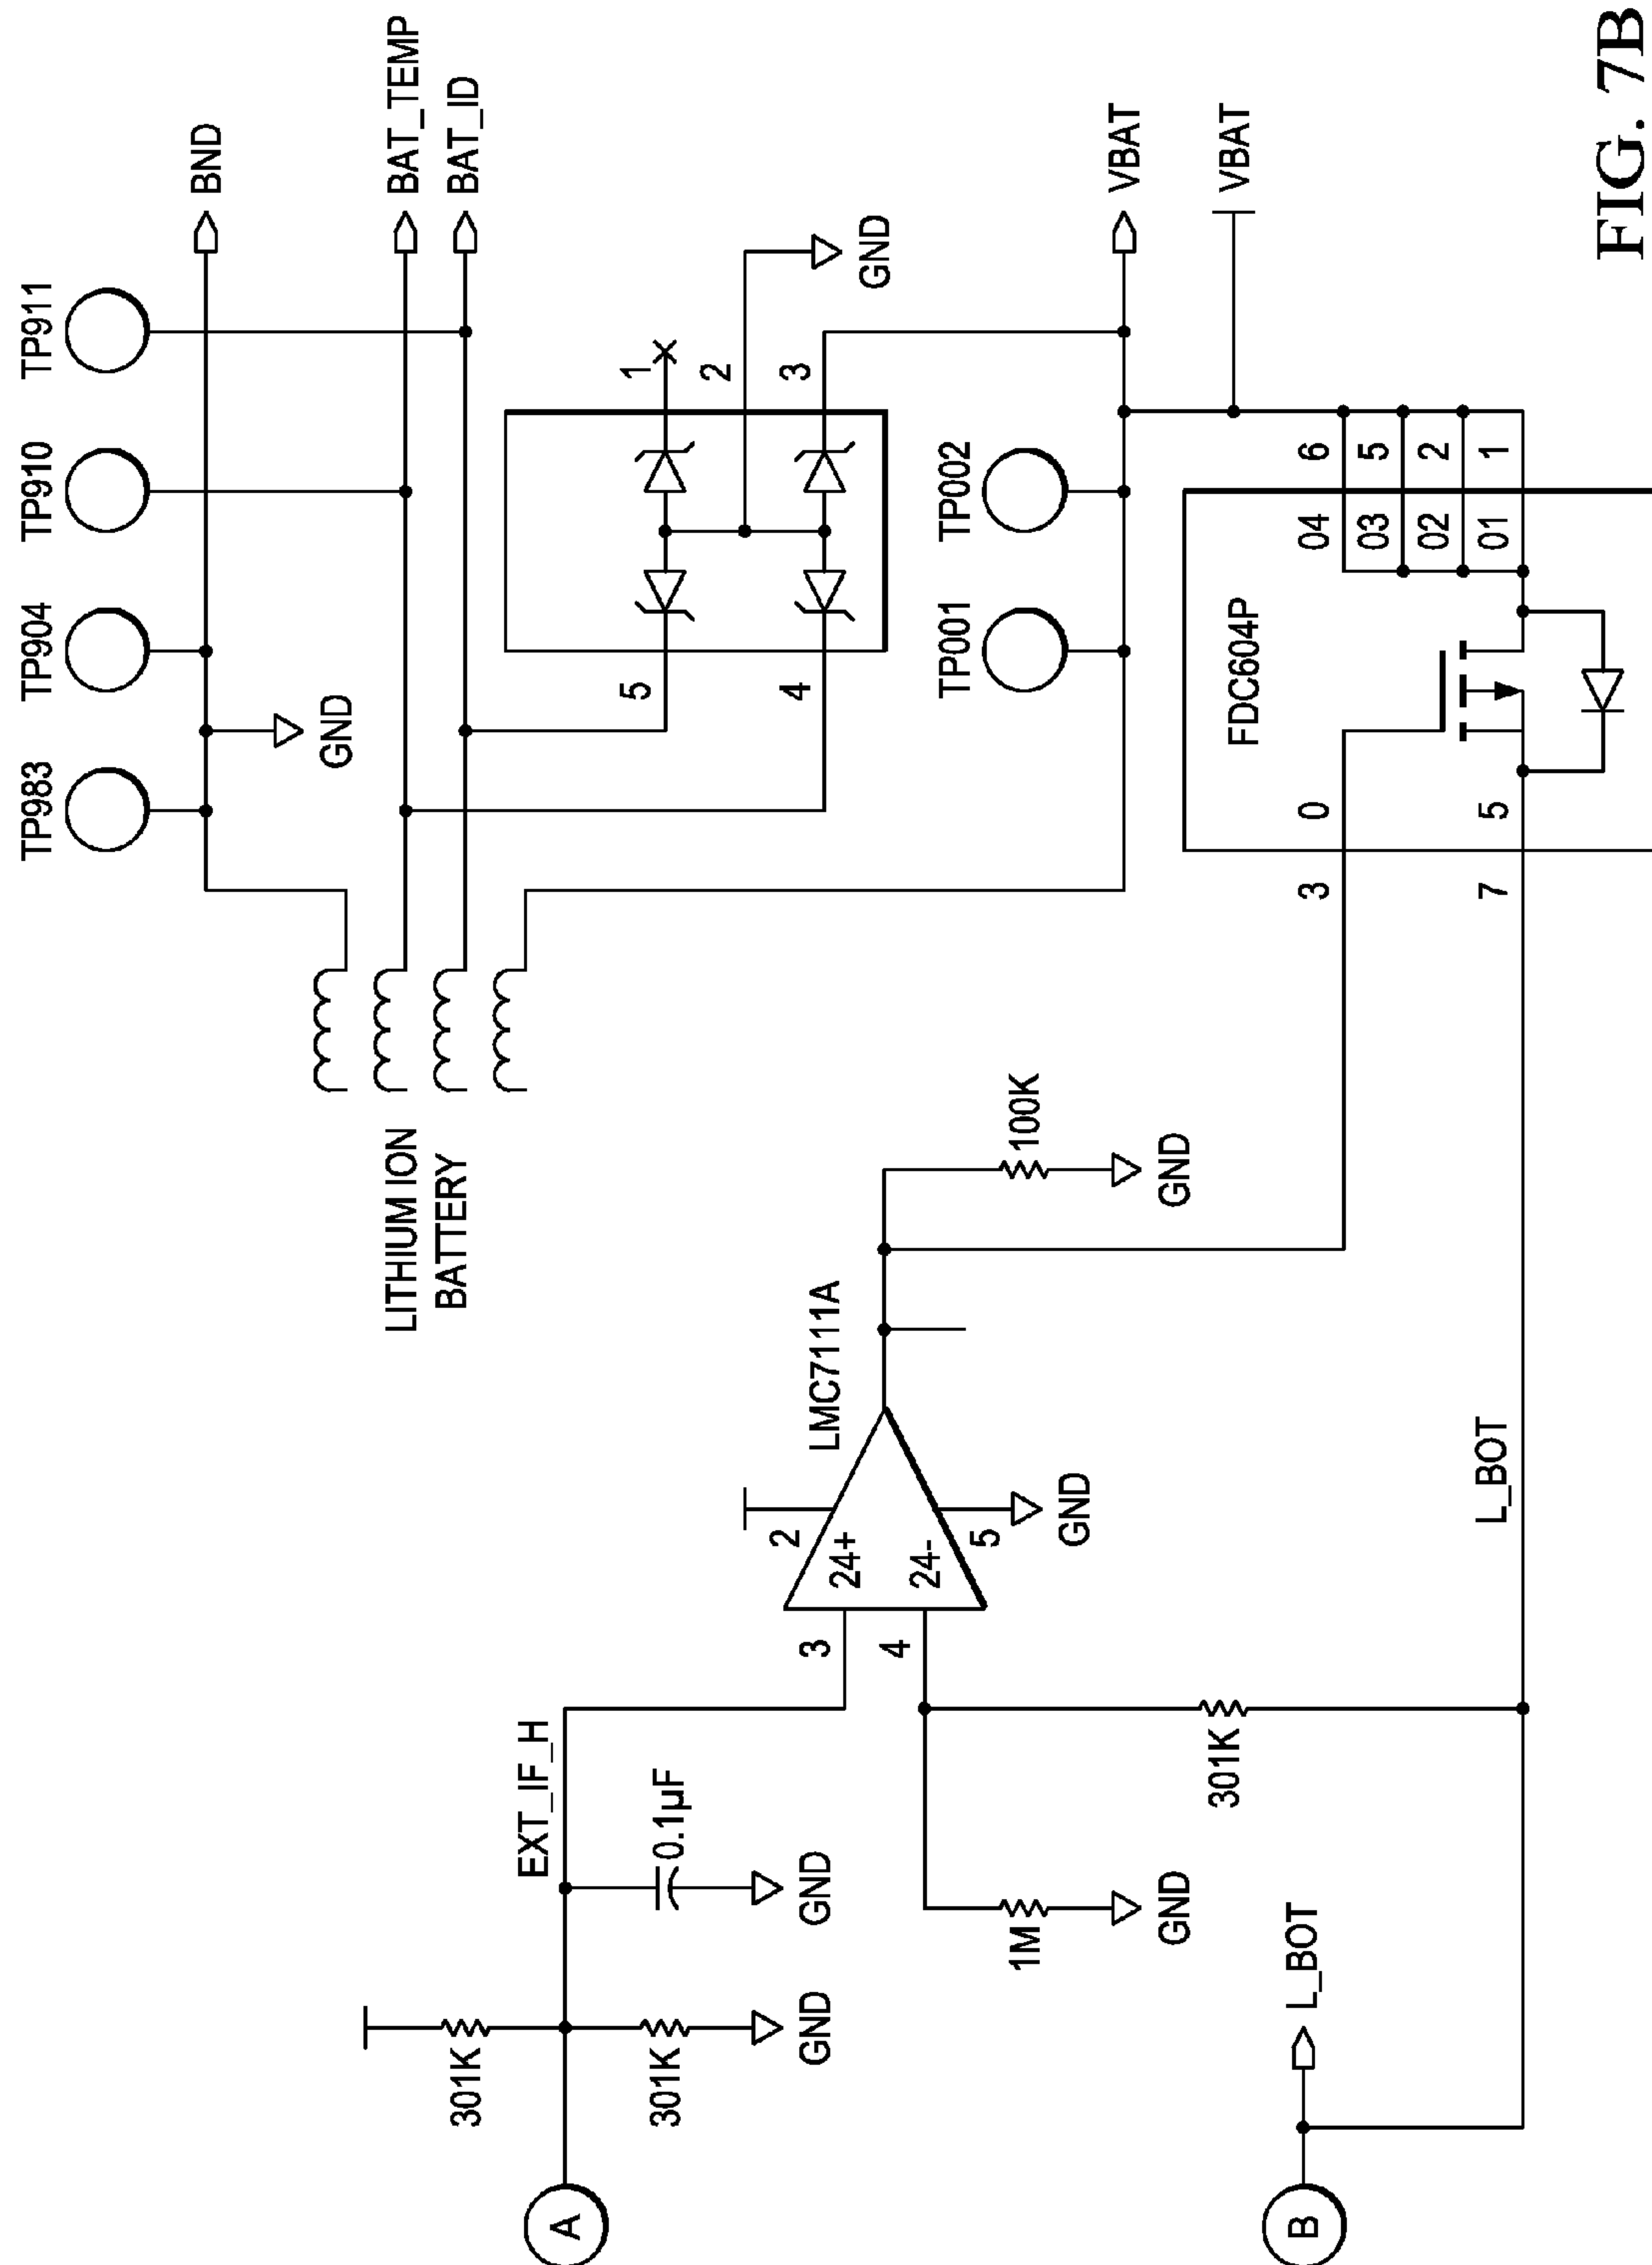 TP983
TP904
TP910
TP911
BND
GND
BAT_TEMP
BAT_ID
LITHIUM ION
BATTERY
5
4
1
2
3
GND
TP001
TP002
VBAT
VBAT
A
301K
301K
GND
EXT_IF_H
0.1µF
GND
3
4
2
24+
24-
5
GND
LMC7111A
100K
GND
1M
GND
301K
B
L_BOT
L_BOT
FDC604P
3
0
7
5
04
6
03
5
02
2
01
1
FIG. 7B